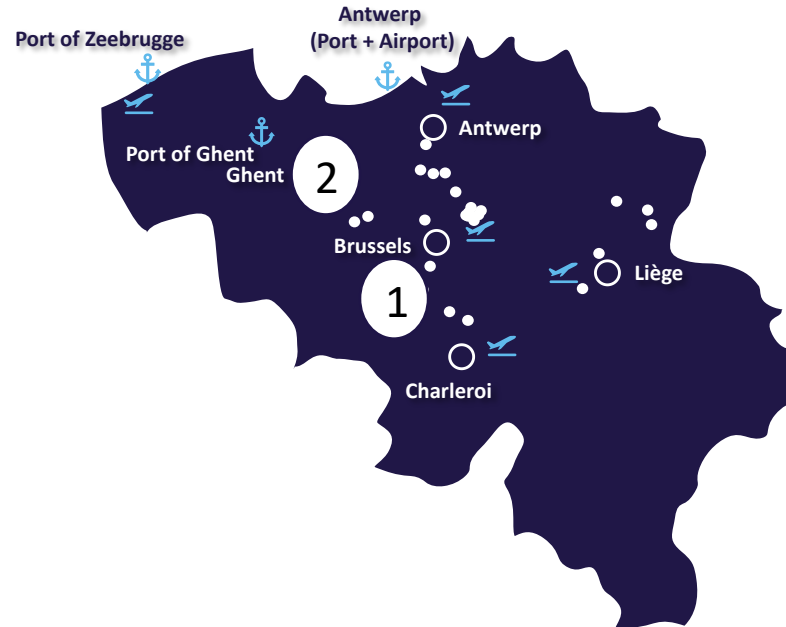 Antwerp
(Port + Airport)
Port of Zeebrugge
Antwerp
Port of Ghent
Ghent
2
Brussels
Liège
1
Charleroi